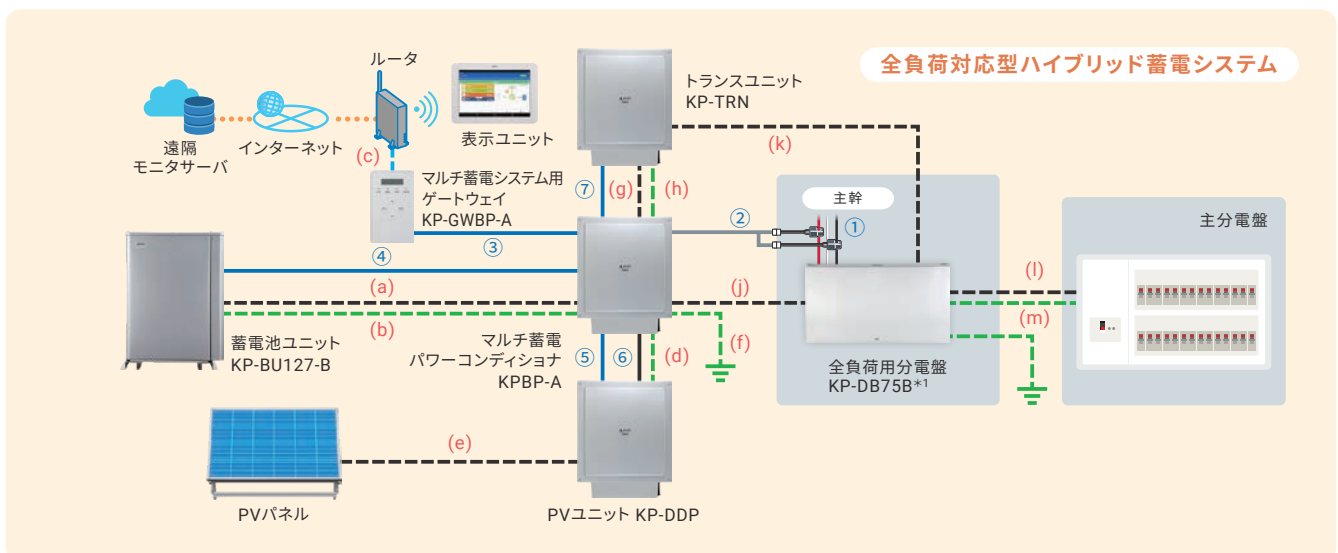 全負荷対応型ハイブリッド蓄電システム
ルータ
トランスユニット
KP-TRN
表示ユニット
遠隔
モニタサーバ
インターネット
(c)
(k)
マルチ蓄電システム用
ゲートウェイ
KP-GWBP-A
⑦
(g)
(h)
主幹
主分電盤
②
①
③
④
(a)
(j)
(l)
(b)
(m)
蓄電池ユニット
KP-BU127-B
マルチ蓄電
パワーコンディショナ
KPBP-A
⑤
⑥
(d)
(f)
全負荷用分電盤
KP-DB75B*1
(e)
PVパネル
PVユニット KP-DDP